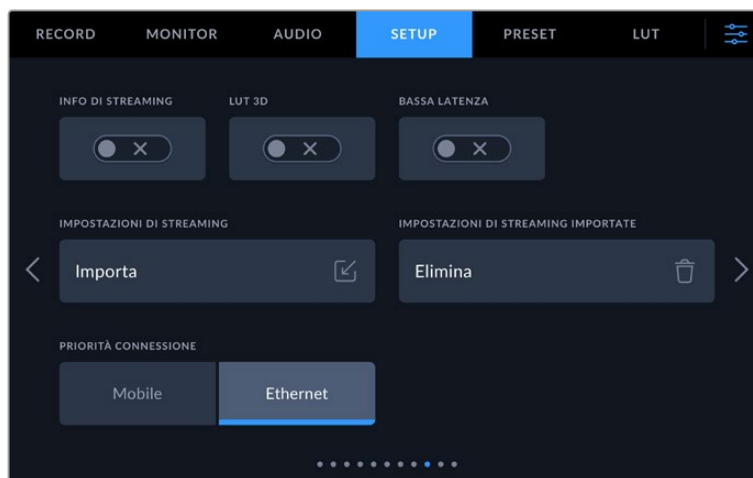 RECORD MONITOR AUDIO SETUP PRESET LUT
INFO DI STREAMING LUT 3D BASSA LATENZA
IMPOSTAZIONI DI STREAMING IMPOSTAZIONI DI STREAMING IMPORTATE
Importa Elimina
PRIORITÀ CONNESSIONE
Mobile Ethernet